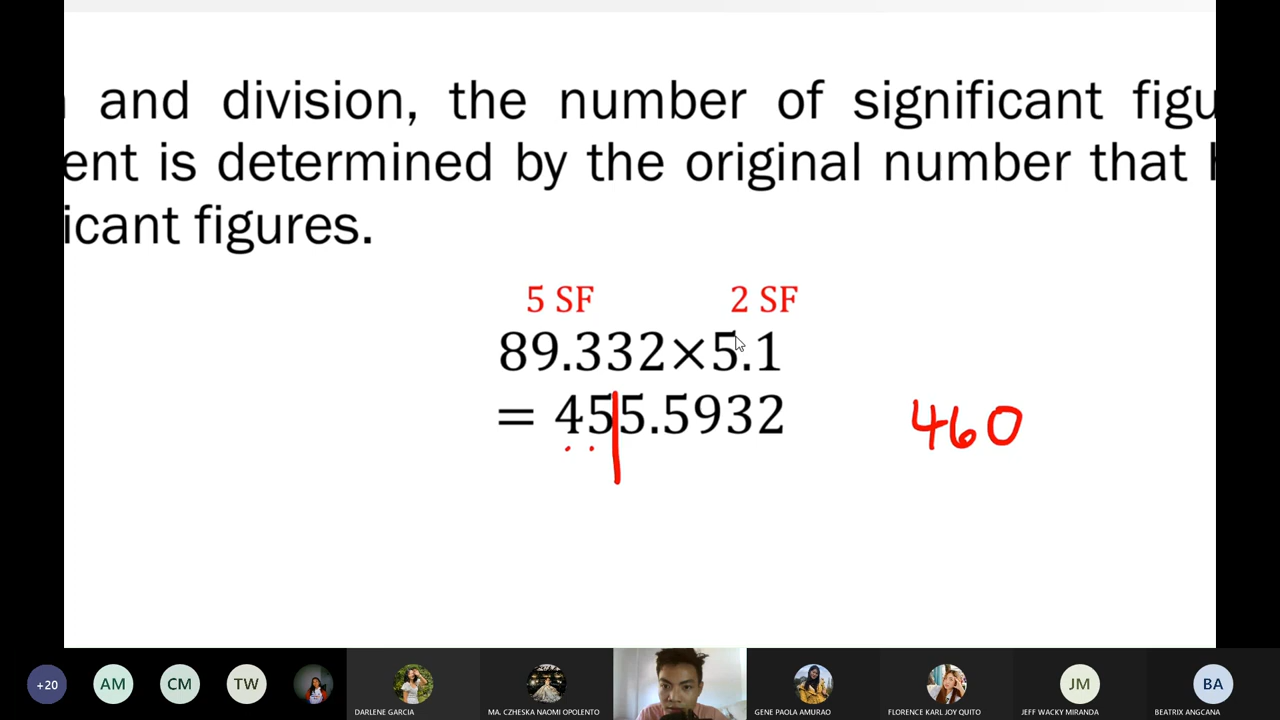 and division, the number of significant figu
ent is determined by the original number that
icant figures.
5 SF 2 SF
89.332×5.1
= 455.5932
460
+20 AM CM TW JM BA
DARLENE GARCIA MA. CZHESKA NAOMI OPOLENTO GENE PAOLA AMURAO FLORENCE KARL JOY QUITO JEFF WACKY MIRANDA BEATRIX ANGCANA